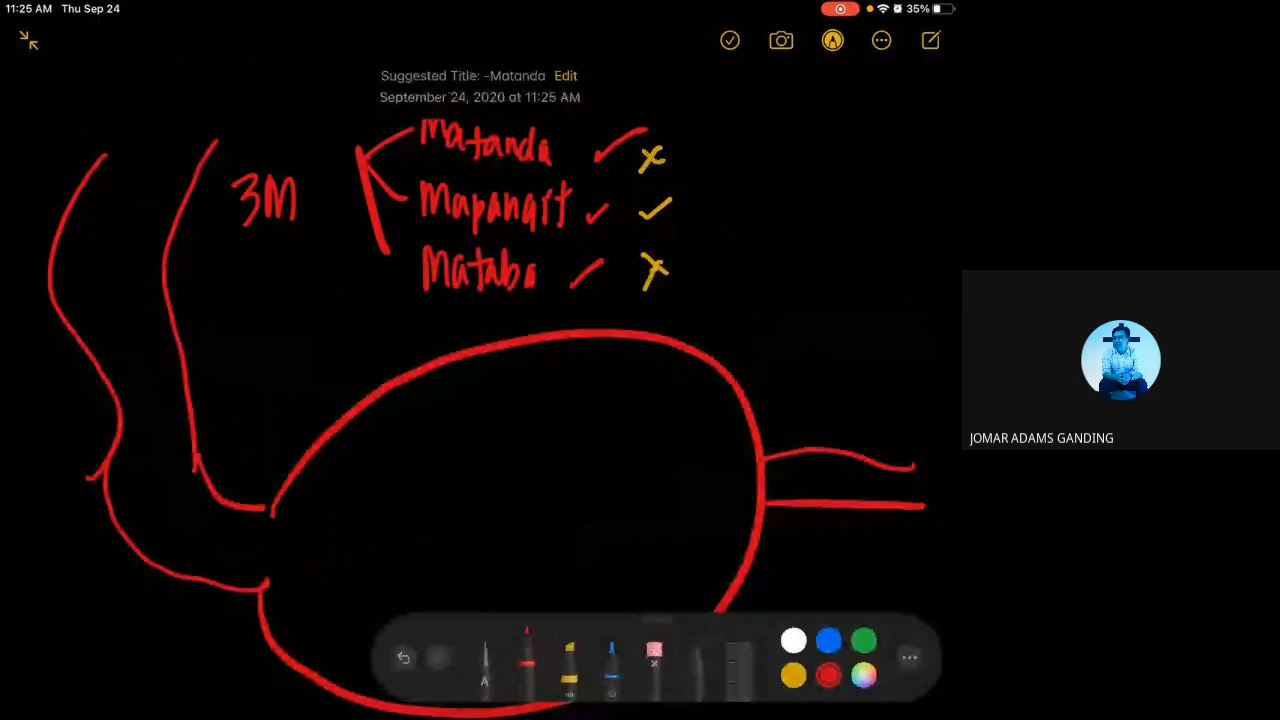 11:25 AM Thu Sep 24
35%
Suggested Title: -Matanda Edit
September 24, 2020 at 11:25 AM
Matanda
3M
Mapangit
Mataba
JOMAR ADAMS GANDING
A